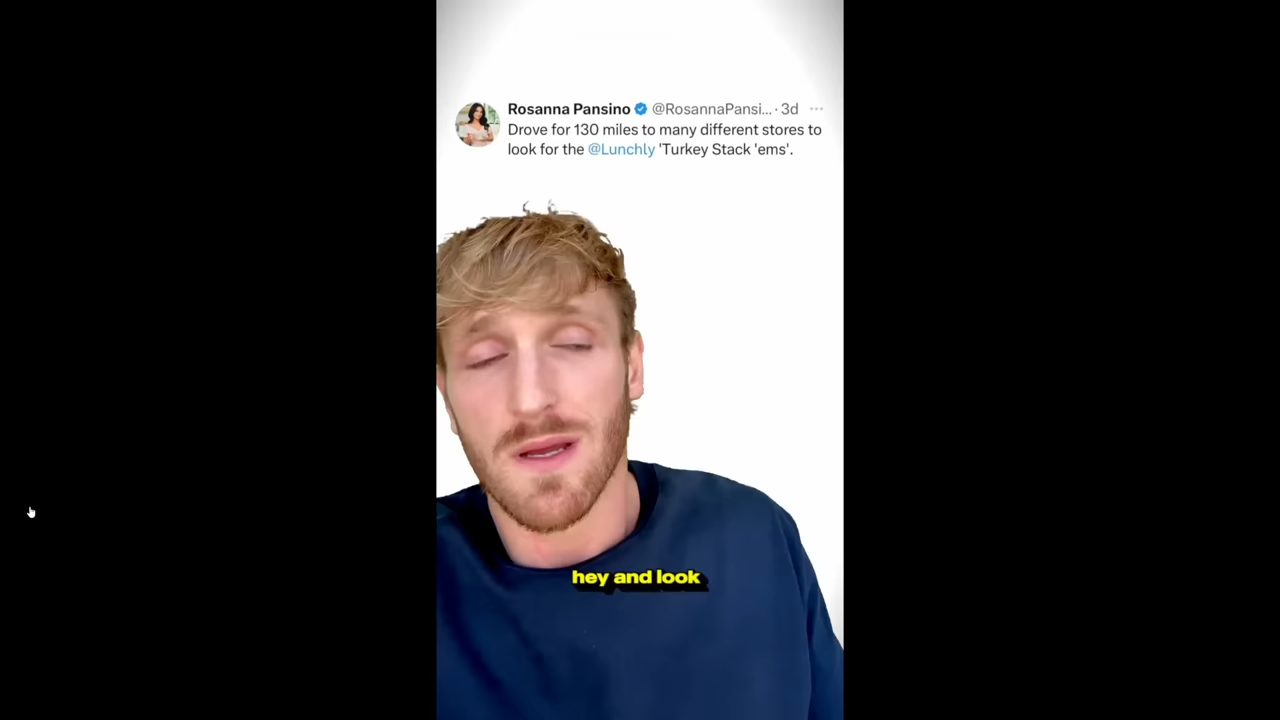 Rosanna Pansino @RosannaPansi... · 3d ...
Drove for 130 miles to many different stores to
look for the @Lunchly 'Turkey Stack 'ems'.
hey and look